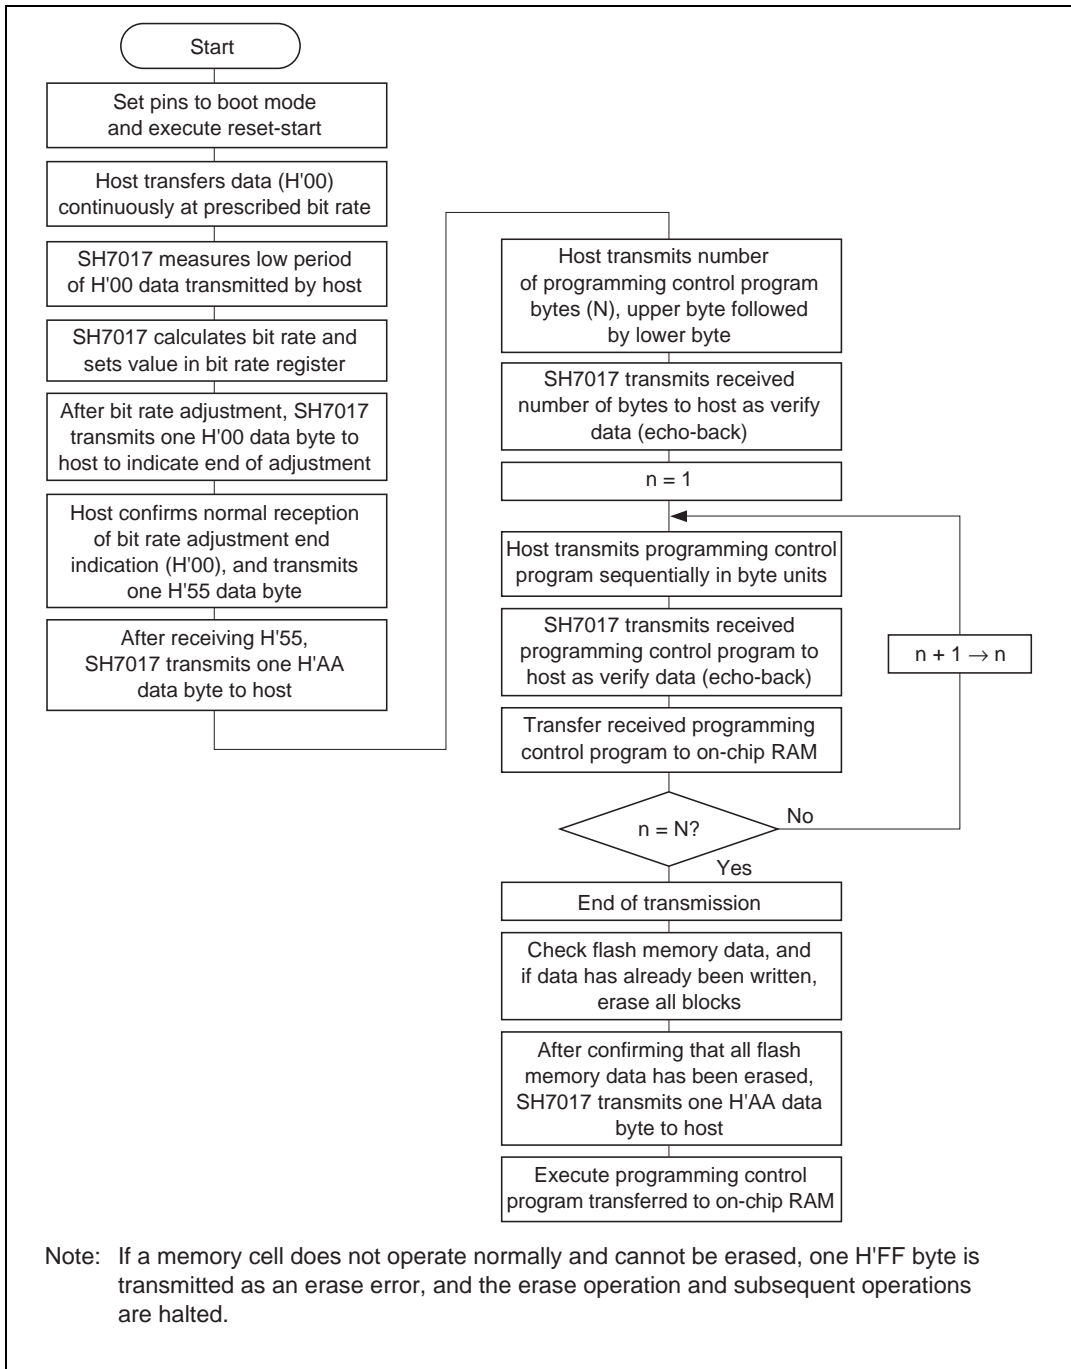 Start
Set pins to boot mode
and execute reset-start
Host transfers data (H'00)
continuously at prescribed bit rate
SH7017 measures low period
of H'00 data transmitted by host
SH7017 calculates bit rate and
sets value in bit rate register
After bit rate adjustment, SH7017
transmits one H'00 data byte to
host to indicate end of adjustment
Host confirms normal reception
of bit rate adjustment end
indication (H'00), and transmits
one H'55 data byte
After receiving H'55,
SH7017 transmits one H'AA
data byte to host
Host transmits number
of programming control program
bytes (N), upper byte followed
by lower byte
SH7017 transmits received
number of bytes to host as verify
data (echo-back)
n = 1
Host transmits programming control
program sequentially in byte units
SH7017 transmits received
programming control program to
host as verify data (echo-back)
n + 1 → n
Transfer received programming
control program to on-chip RAM
n = N?
No
Yes
End of transmission
Check flash memory data, and
if data has already been written,
erase all blocks
After confirming that all flash
memory data has been erased,
SH7017 transmits one H'AA data
byte to host
Execute programming control
program transferred to on-chip RAM
Note: If a memory cell does not operate normally and cannot be erased, one H'FF byte is
transmitted as an erase error, and the erase operation and subsequent operations
are halted.